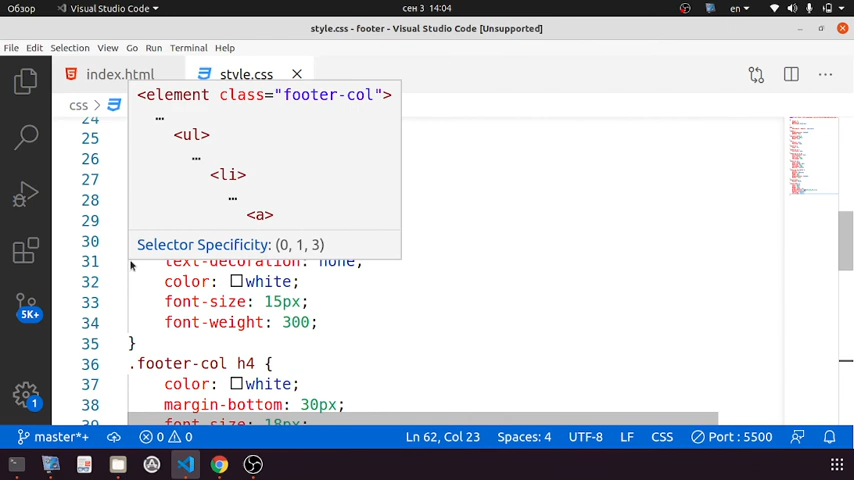 Обзор Visual Studio Code сен 3 14:04 en
style.css - footer - Visual Studio Code [Unsupported]
File Edit Selection View Go Run Terminal Help
index.html style.css
css >
<element class="footer-col">
…
<ul>
…
<li>
…
<a>
Selector Specificity: (0, 1, 3)
24
25
26
27
28
29
30
31 text-decoration: none;
32 color: white;
33 font-size: 15px;
34 font-weight: 300;
35 }
36 .footer-col h4 {
37 color: white;
38 margin-bottom: 30px;
39 font-size: 18px;
5K+
1
master*+ 0 0 Ln 62, Col 23 Spaces: 4 UTF-8 LF CSS Port : 5500